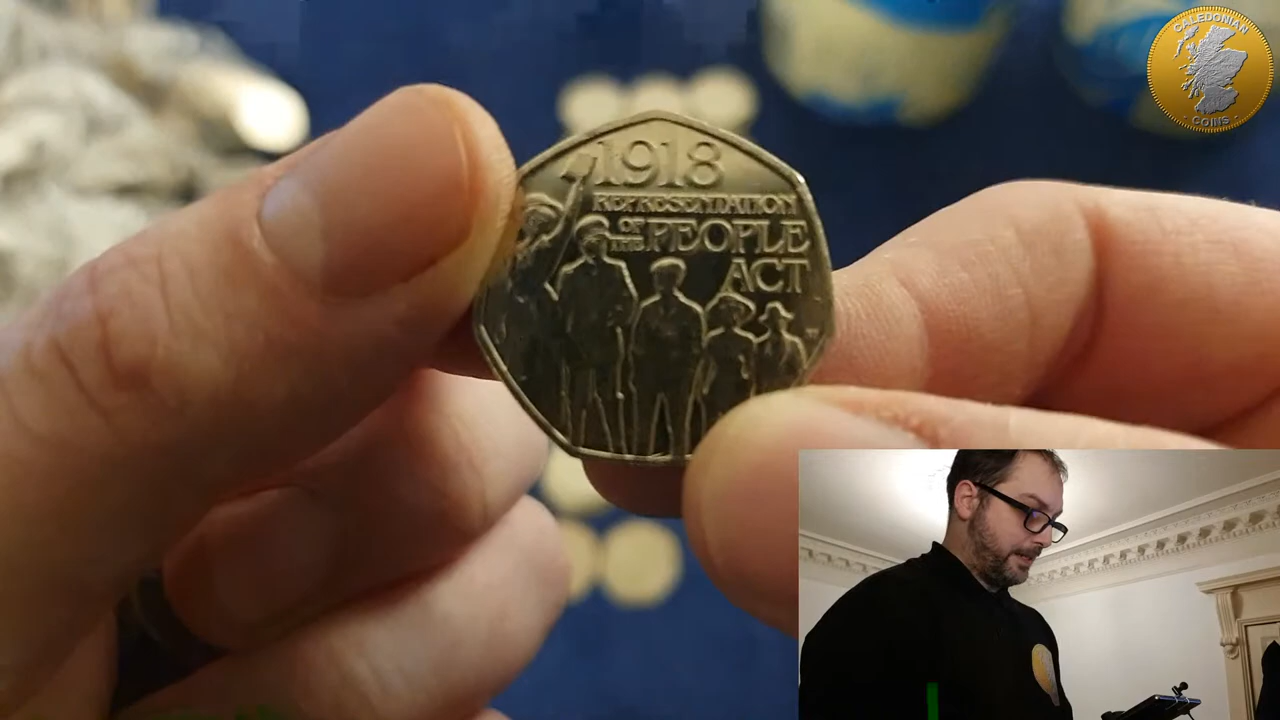 1918
REPRESENTATION
OF
THE PEOPLE
ACT
CALEDONIAN
COINS